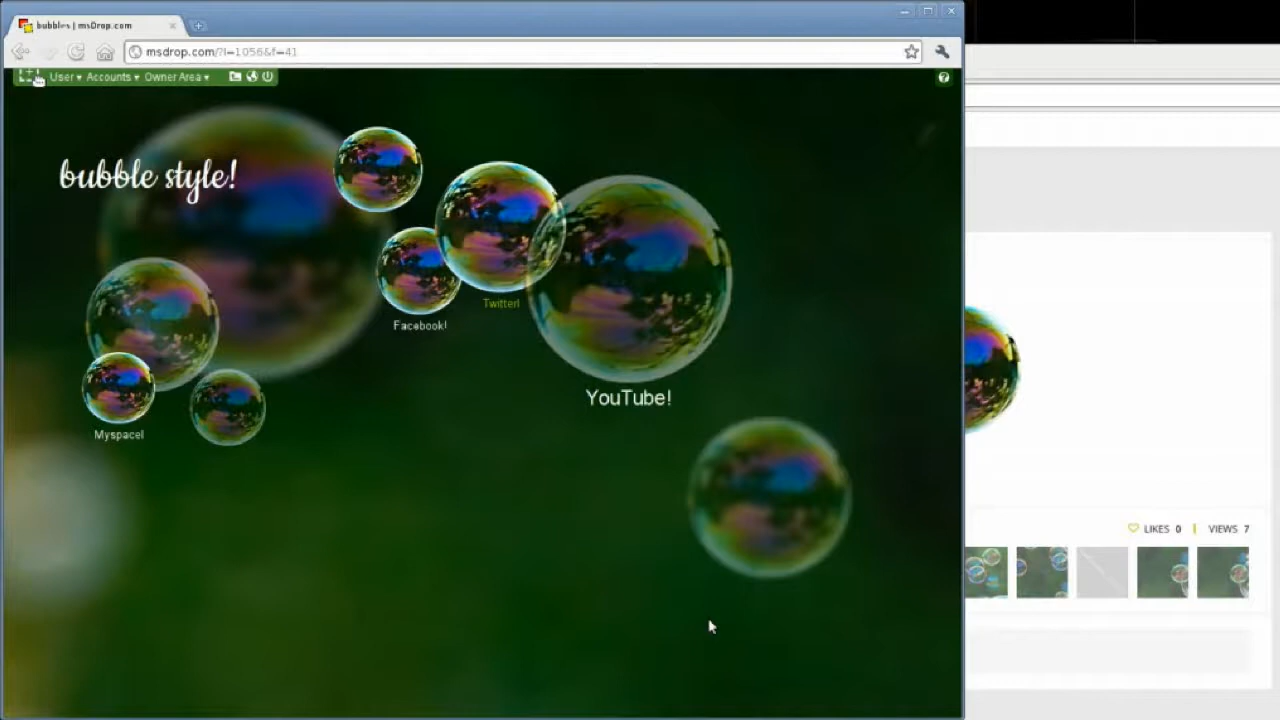 bubbles | msDrop.com
msdrop.com/?l=1056&f=41
User Accounts Owner Area
bubble style!
Twitter!
Facebook!
YouTube!
Myspace!
LIKES 0 | VIEWS 7